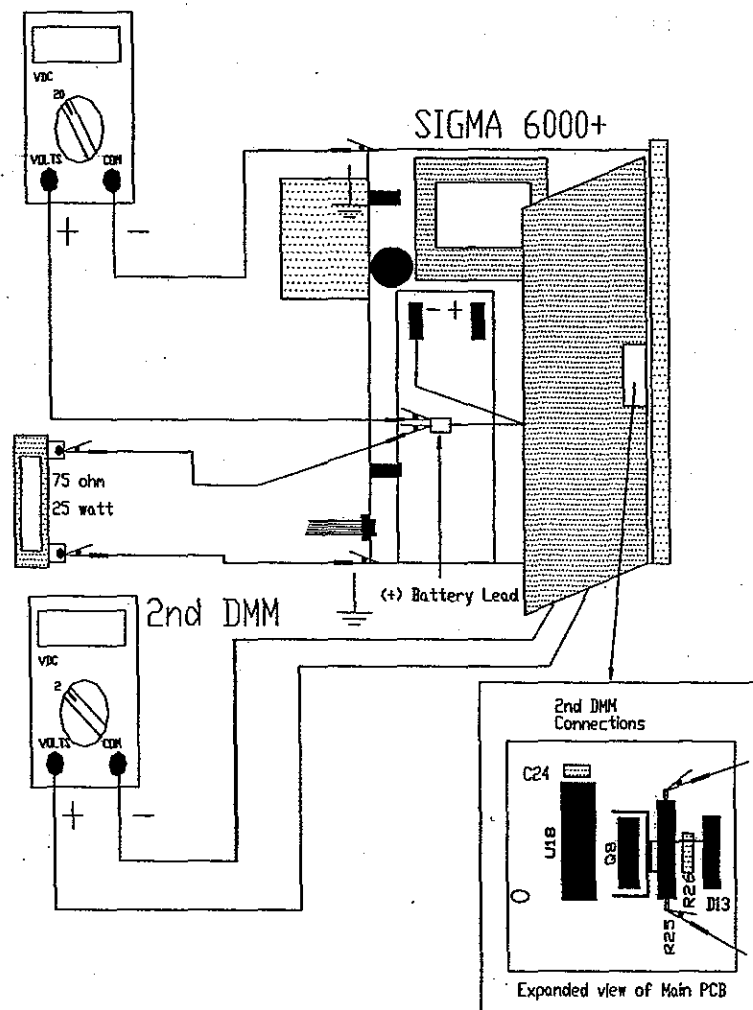 VDC
20
VOLTS COM
+ -
SIGMA 6000+
- +
75 ohm
25 watt
(+) Battery Lead
2nd DMM
VDC
2
VOLTS COM
+ -
2nd DMM
Connections
C24
U18
Q8
R26
R25
D13
Expanded view of Main PCB